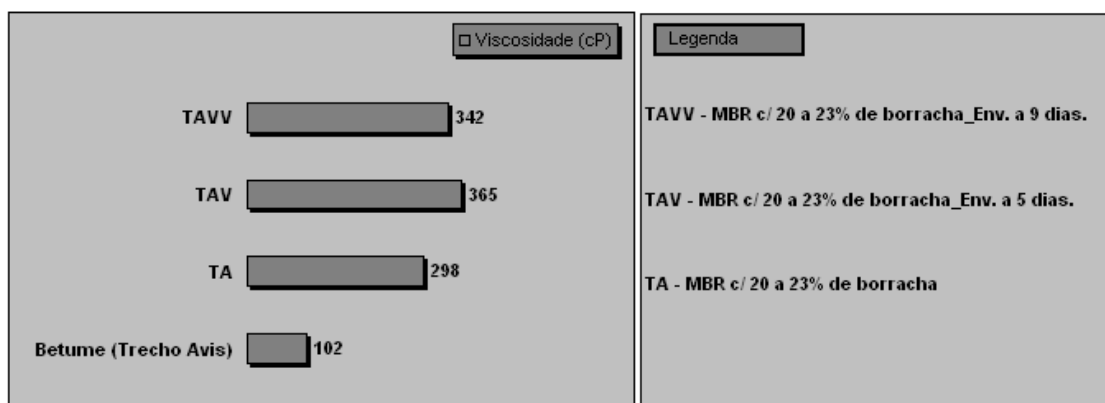 Viscosidade (cP)
TAVV 342
TAV 365
TA 298
Betume (Trecho Avis) 102
Legenda
TAVV - MBR c/ 20 a 23% de borracha_Env. a 9 dias.
TAV - MBR c/ 20 a 23% de borracha_Env. a 5 dias.
TA - MBR c/ 20 a 23% de borracha